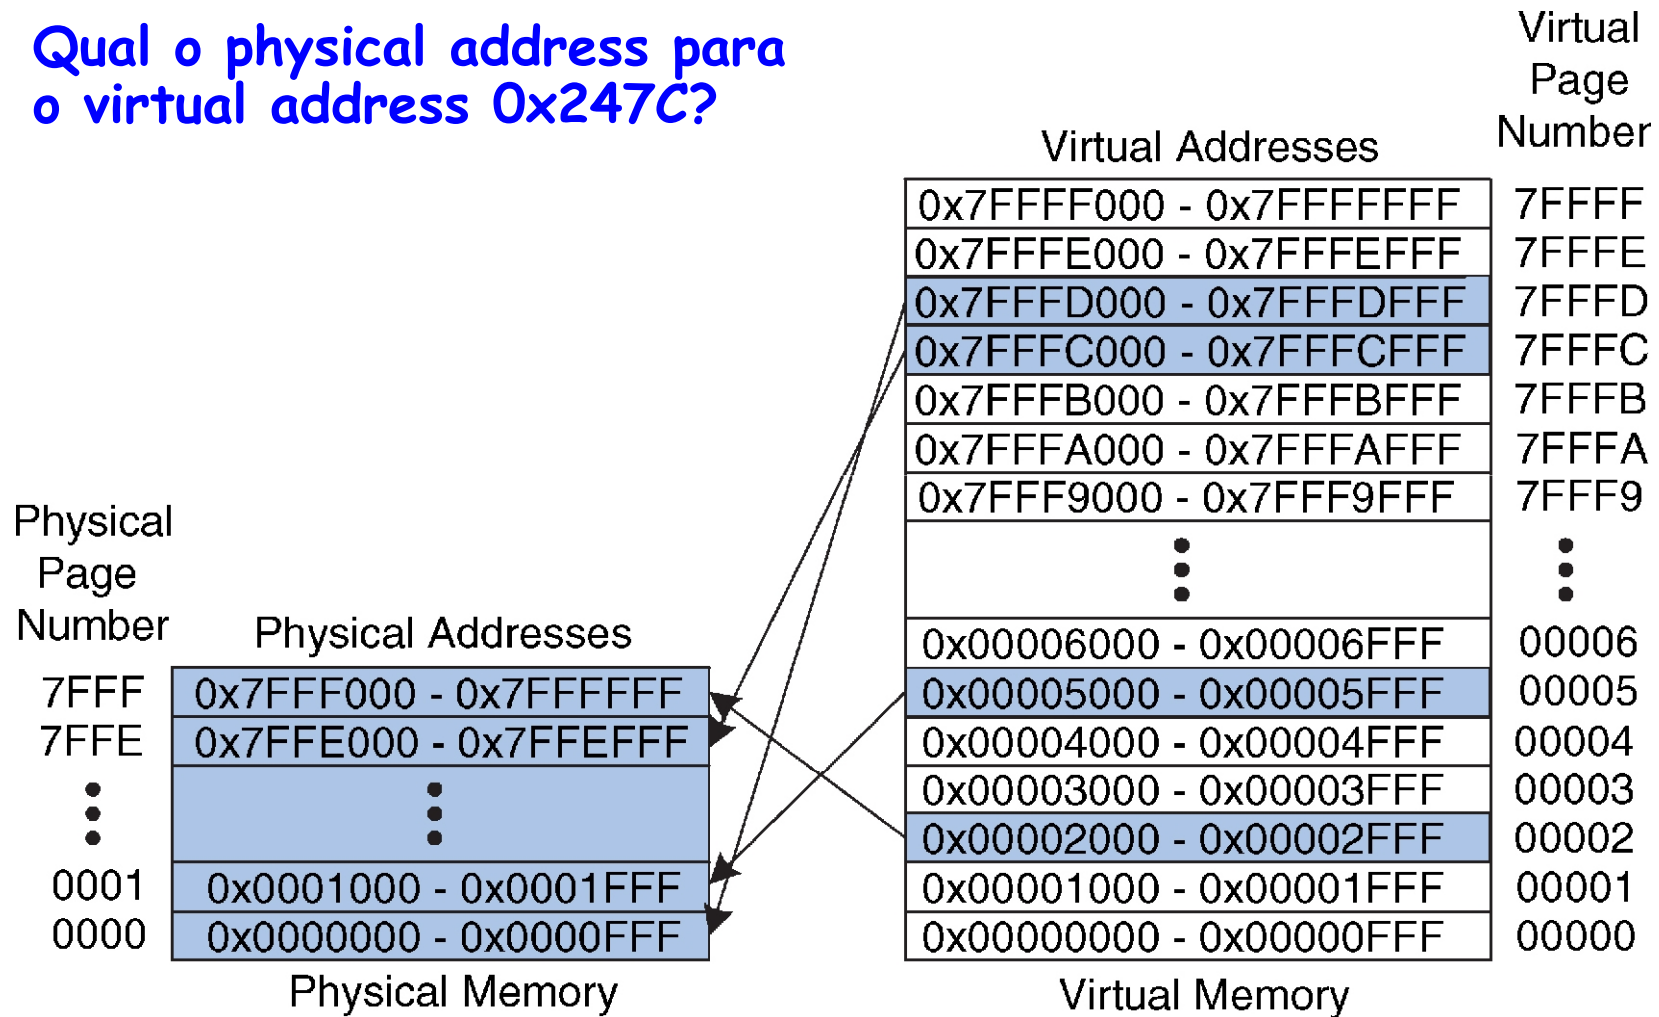 Qual o physical address para
o virtual address 0x247C?
Virtual
Page
Number
Virtual Addresses
0x7FFFF000 - 0x7FFFFFFF 7FFFF
0x7FFFE000 - 0x7FFFEFFF 7FFFE
0x7FFFD000 - 0x7FFFDFFF 7FFFD
0x7FFFC000 - 0x7FFFCFFF 7FFFC
0x7FFFB000 - 0x7FFFBFFF 7FFFB
0x7FFFA000 - 0x7FFFAFFF 7FFFA
0x7FFF9000 - 0x7FFF9FFF 7FFF9
0x00006000 - 0x00006FFF 00006
0x00005000 - 0x00005FFF 00005
0x00004000 - 0x00004FFF 00004
0x00003000 - 0x00003FFF 00003
0x00002000 - 0x00002FFF 00002
0x00001000 - 0x00001FFF 00001
0x00000000 - 0x00000FFF 00000
Virtual Memory
Physical
Page
Number
Physical Addresses
7FFF 0x7FFF000 - 0x7FFFFFF
7FFE 0x7FFE000 - 0x7FFEFFF
0001 0x0001000 - 0x0001FFF
0000 0x0000000 - 0x0000FFF
Physical Memory